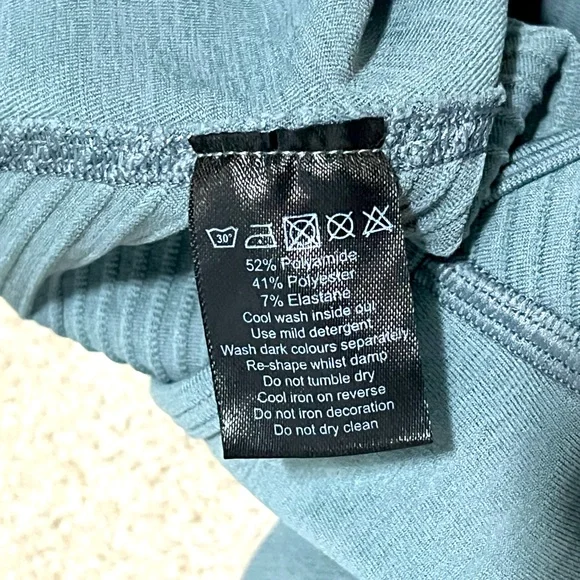 30°
52% Polyamide
41% Polyester
7% Elastane
Cool wash inside out
Use mild detergent
Wash dark colours separately
Re-shape whilst damp
Do not tumble dry
Cool iron on reverse
Do not iron decoration
Do not dry clean